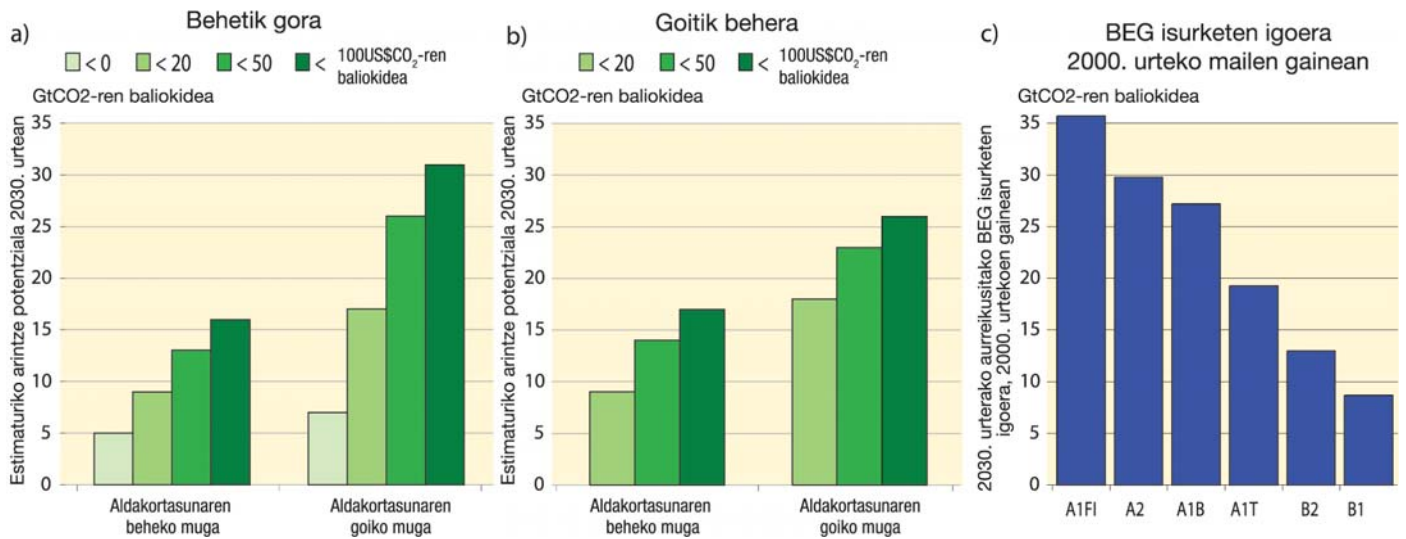 a)
Behetik gora
< 0
< 20
< 50
< 100US$CO₂-ren
baliokidea
GtCO2-ren baliokidea
Estimaturiko arintze potentziala 2030. urtean
35
30
25
20
15
10
5
0
Aldakortasunaren
beheko muga
Aldakortasunaren
goiko muga
b)
Goitik behera
< 20
< 50
< 100US$CO₂-ren
baliokidea
GtCO2-ren baliokidea
Estimaturiko arintze potentziala 2030. urtean
35
30
25
20
15
10
5
0
Aldakortasunaren
beheko muga
Aldakortasunaren
goiko muga
c)
BEG isurketen igoera
2000. urteko mailen gainean
GtCO2-ren baliokidea
2030. urterako aurreikusitako BEG isurketen
igoera, 2000. urtekoen gainean
35
30
25
20
15
10
5
0
A1FI
A2
A1B
A1T
B2
B1